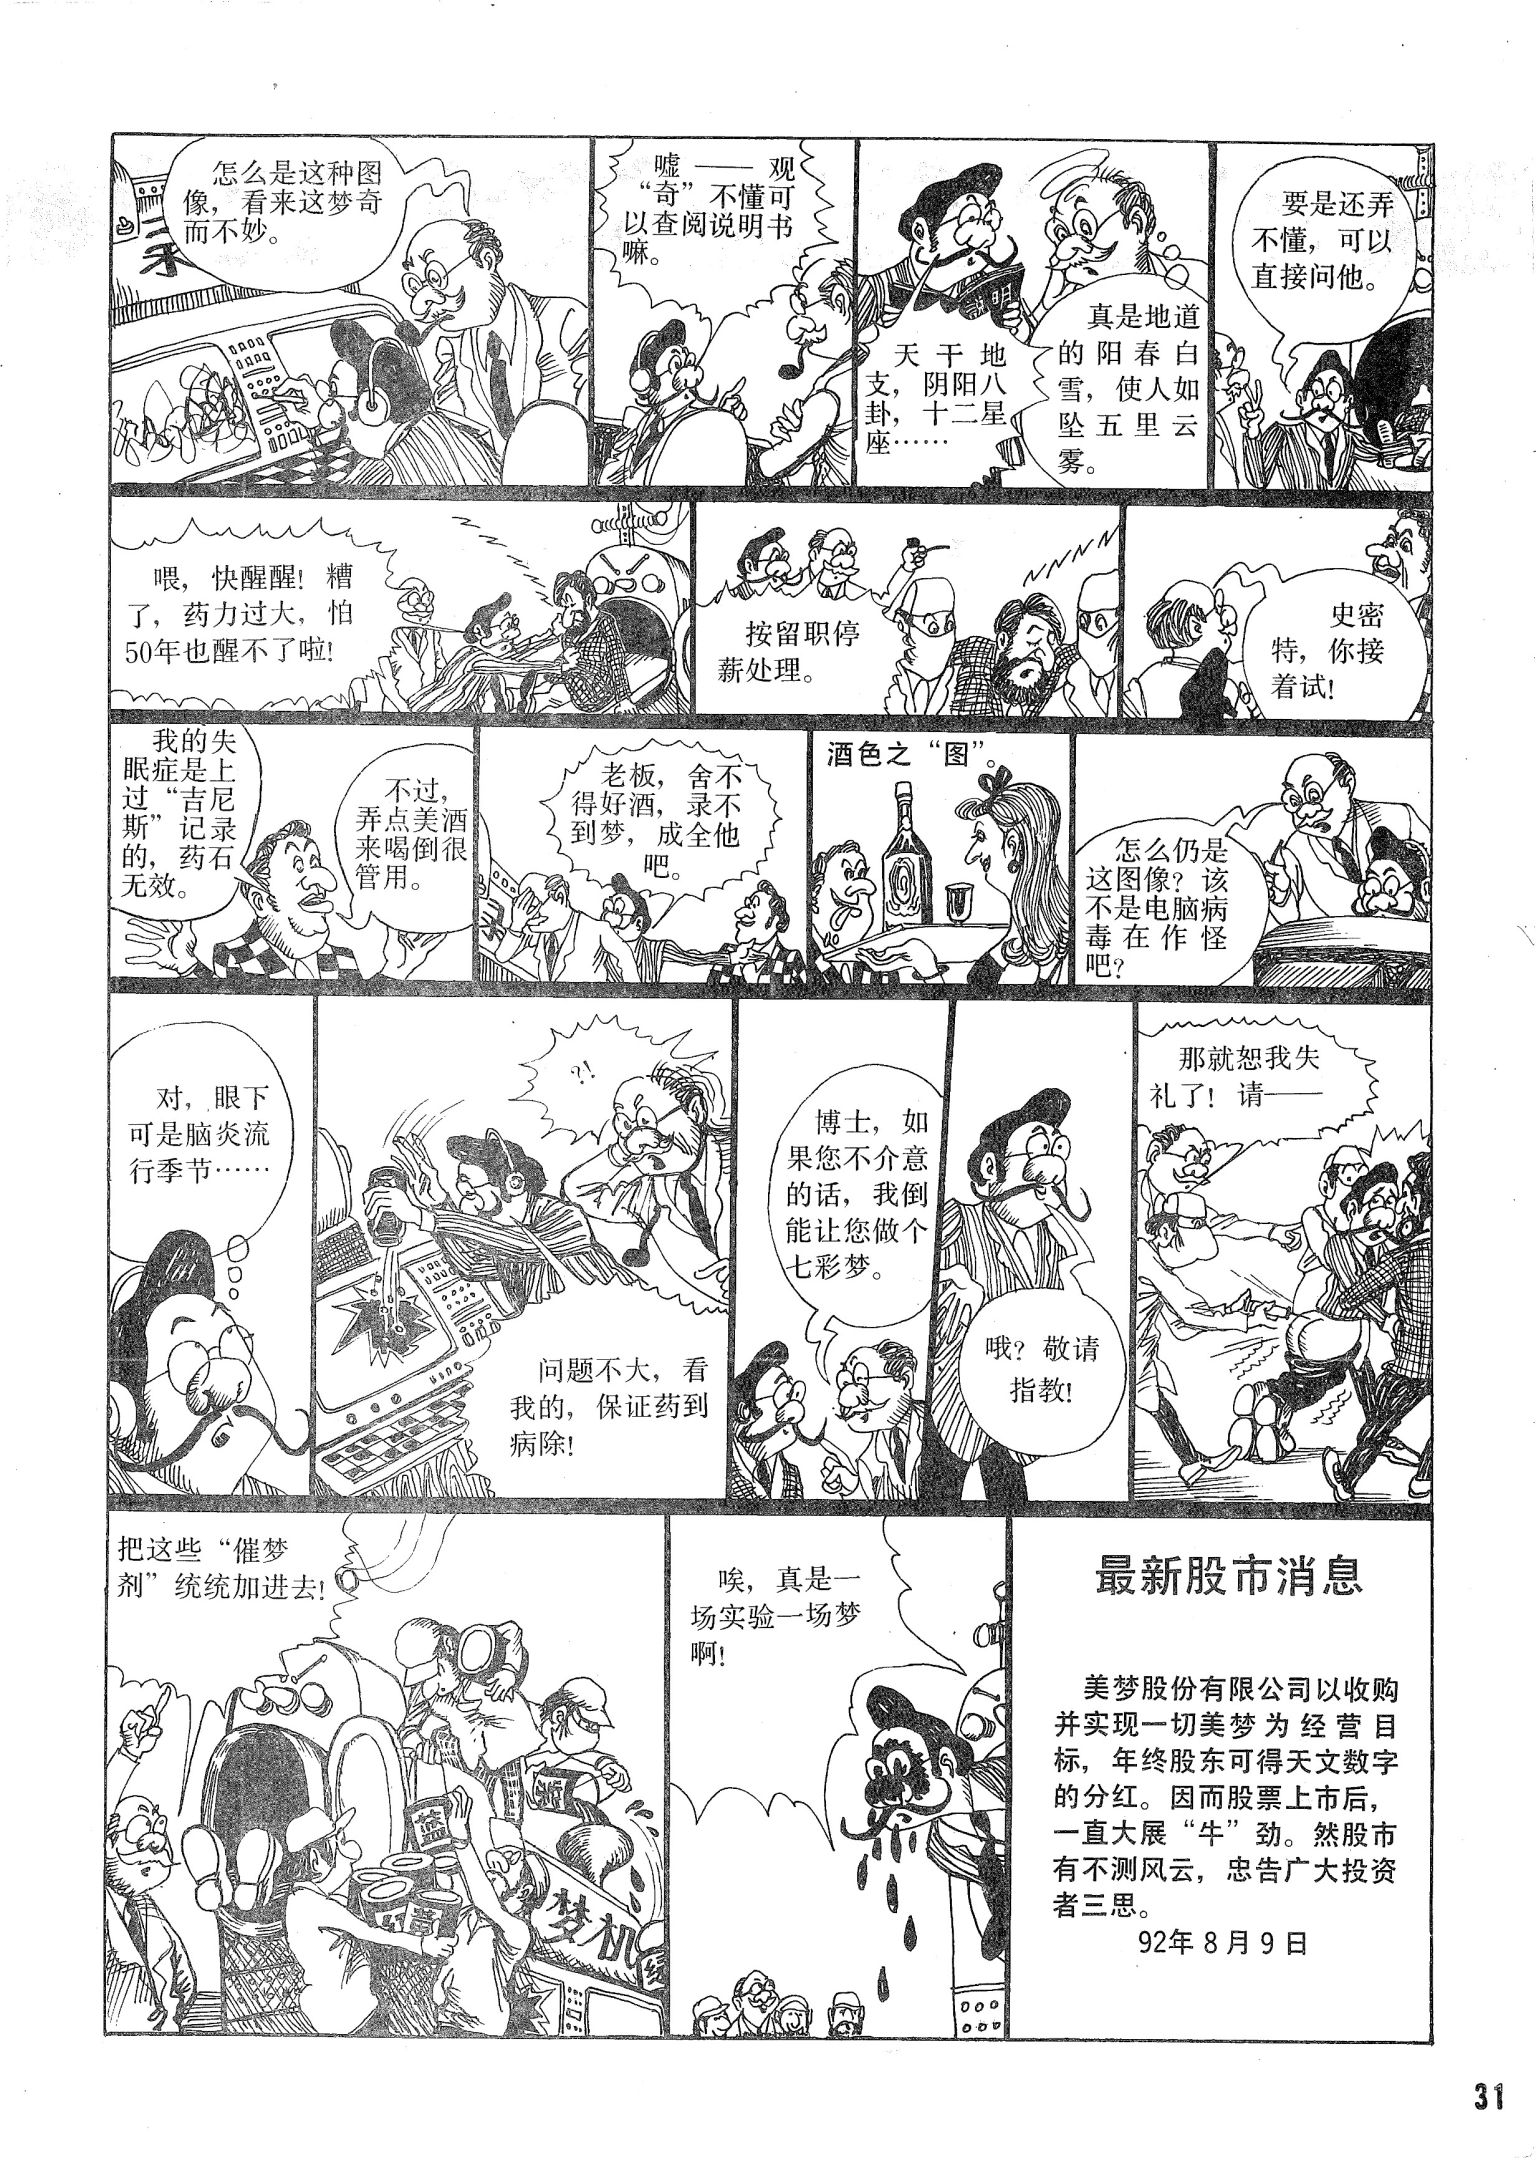 怎么是这种图
像，看来这梦奇
而不妙。
嘘——观
“奇”不懂可
以查阅说明书
嘛。
说明
天干地
支，阴阳八
卦，十二星
座……
真是地道
的阳春白
雪，使人如
坠五里云
雾。
要是还弄
不懂，可以
直接问他。
喂，快醒醒！糟
了，药力过大，怕
50年也醒不了啦！
按留职停
薪处理。
史密
特，你接
着试！
我的失
眠症是上
过“吉尼
斯”记录
的，药石
无效。
不过，
弄点美酒
来喝倒很
管用。
老板，舍不
得好酒，录不
到梦，成全他
吧。
酒色之“图”。
怎么仍是
这图像？该
不是电脑病
毒在作怪
吧？
对，眼下
可是脑炎流
行季节……
?!
问题不大，看
我的，保证药到
病除！
博士，如
果您不介意
的话，我倒
能让您做个
七彩梦。
哦？敬请
指教！
那就恕我失
礼了！请——
把这些“催梦
剂”统统加进去！
蓝
黄
梦
唉，真是一
场实验一场梦
啊！
最新股市消息
美梦股份有限公司以收购
并实现一切美梦为经营目
标，年终股东可得天文数字
的分红。因而股票上市后，
一直大展“牛”劲。然股市
有不测风云，忠告广大投资
者三思。
92年8月9日
31